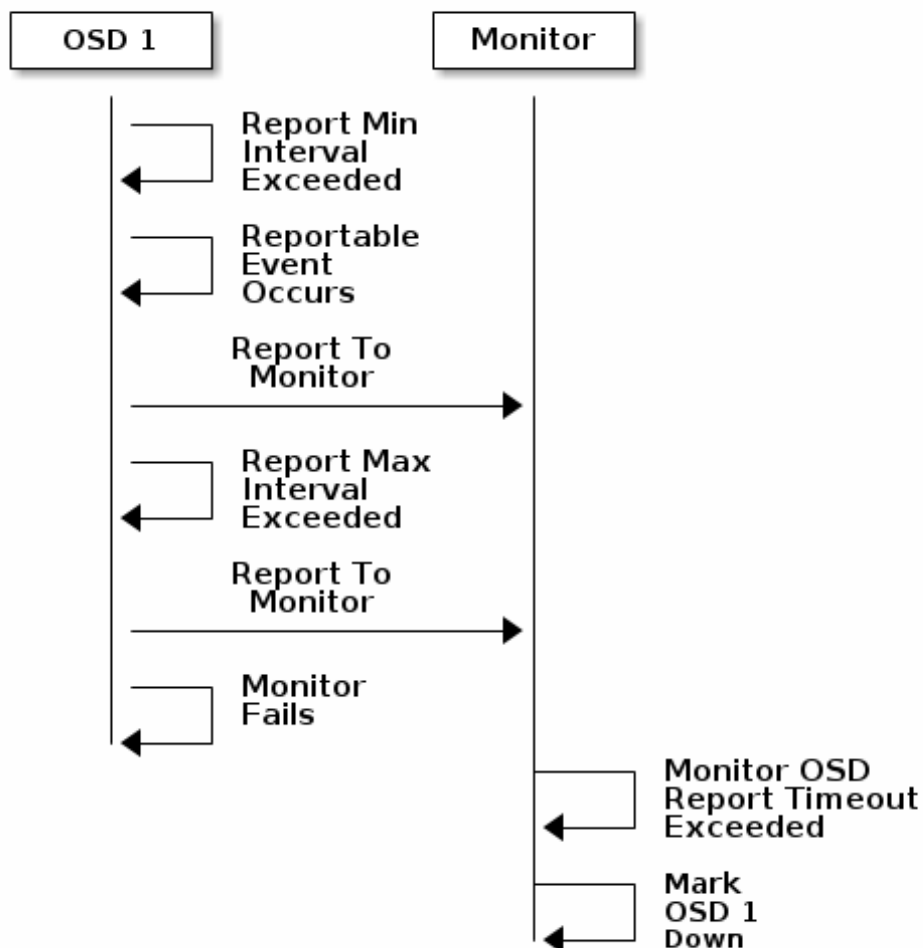 OSD 1
Monitor
Report Min
Interval
Exceeded
Reportable
Event
Occurs
Report To
Monitor
Report Max
Interval
Exceeded
Report To
Monitor
Monitor
Fails
Monitor OSD
Report Timeout
Exceeded
Mark
OSD 1
Down